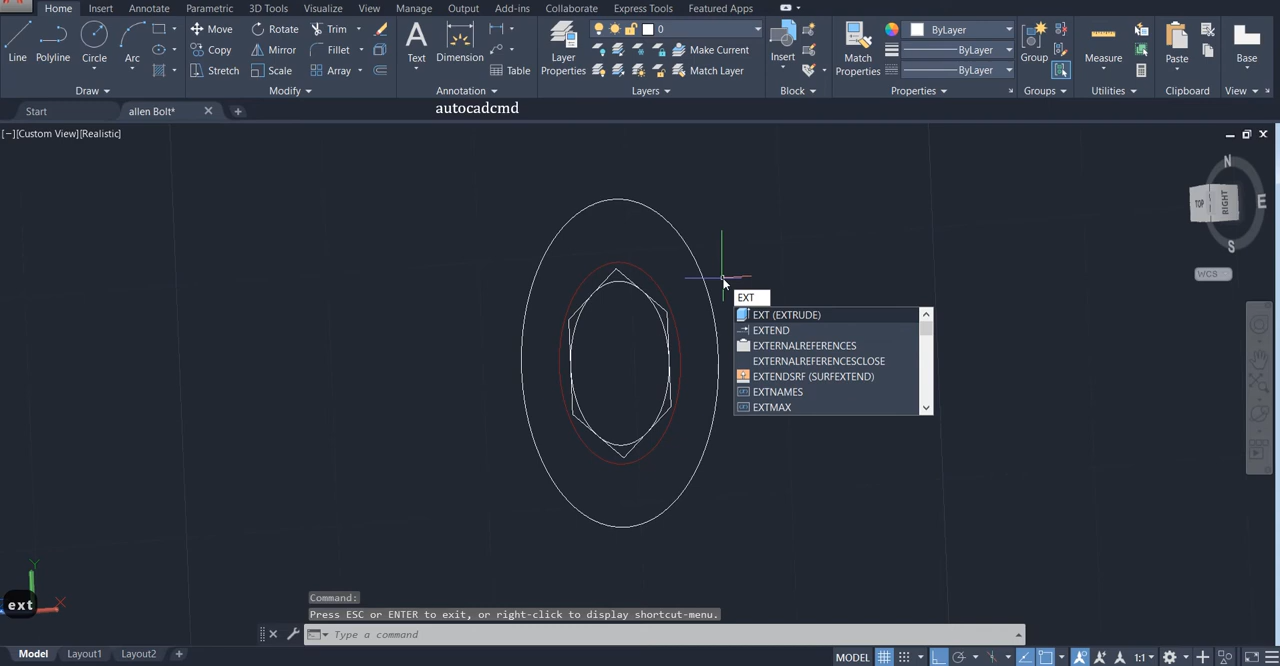 Home Insert Annotate Parametric 3D Tools Visualize View Manage Output Add-ins Collaborate Express Tools Featured Apps
Move Rotate Trim 0 ByLayer
Copy Mirror Fillet Make Current ByLayer
Line Polyline Circle Arc Text Dimension Layer Properties Insert Match Properties Group Measure Paste Base
Stretch Scale Array Table Match Layer ByLayer
Draw Modify Annotation Layers Block Properties Groups Utilities Clipboard View
Start allen Bolt* autocadcmd
[−][Custom View][Realistic]
N
TOP RIGHT E
S
WCS
EXT
EXT (EXTRUDE)
EXTEND
EXTERNALREFERENCES
EXTERNALREFERENCESCLOSE
EXTENDSRF (SURFEXTEND)
EXTNAMES
EXTMAX
Y
X
ext
Command:
Press ESC or ENTER to exit, or right-click to display shortcut-menu.
Type a command
Model Layout1 Layout2 MODEL 1:1